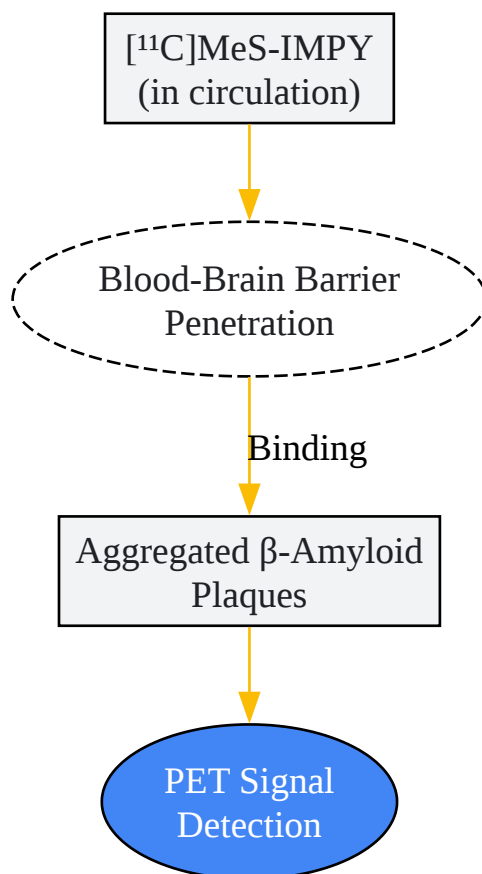 [¹¹C]MeS-IMPY
(in circulation)
Blood-Brain Barrier
Penetration
Binding
Aggregated β-Amyloid
Plaques
PET Signal
Detection